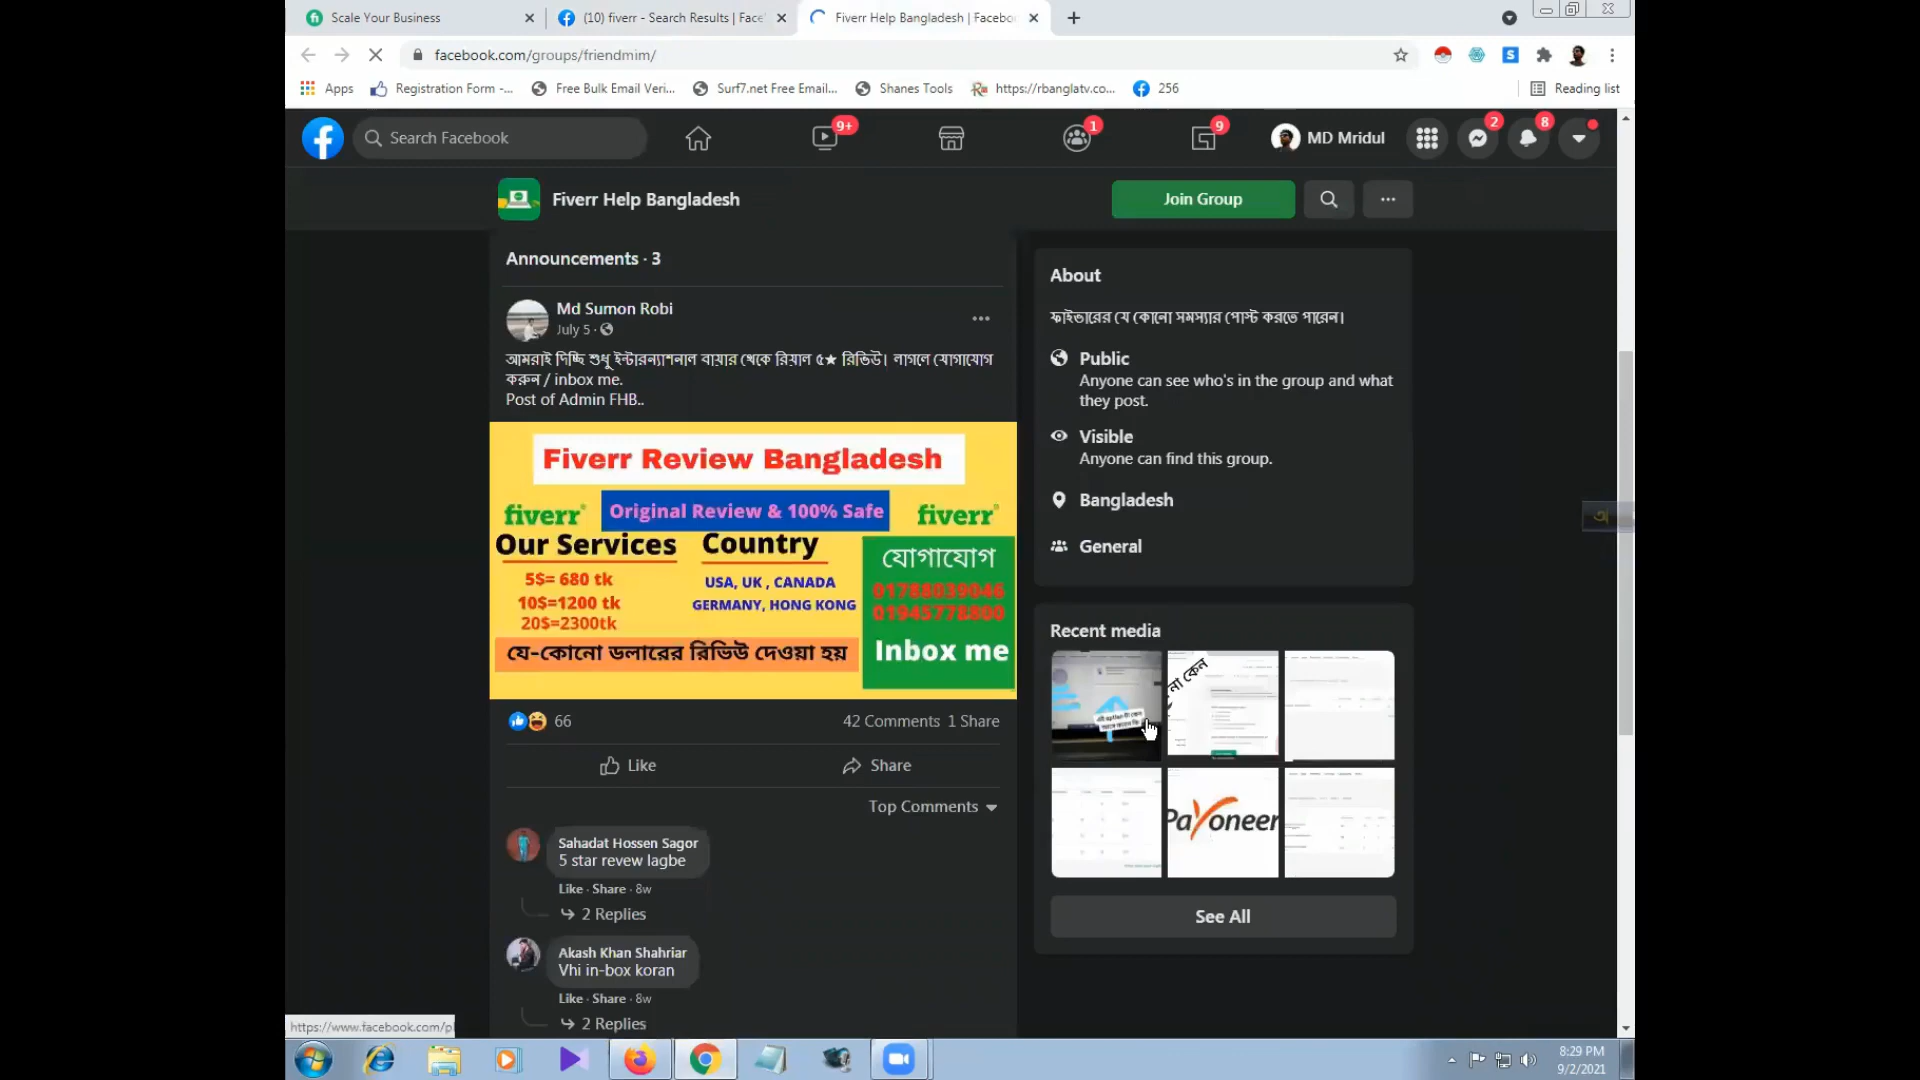 Scale Your Business
(10) fiverr - Search Results | Face
Fiverr Help Bangladesh | Facebo
facebook.com/groups/friendmim/
Apps
Registration Form -...
Free Bulk Email Veri...
Surf7.net Free Email...
Shanes Tools
https://rbanglatv.co...
256
Reading list
Search Facebook
9+
1
9
MD Mridul
2
8
Fiverr Help Bangladesh
Join Group
Announcements · 3
Md Sumon Robi
July 5 ·
আমরাই দিচ্ছি শুধু ইন্টারন্যাশনাল বায়ার থেকে রিয়াল ৫★ রিভিউ। লাগলে যোগাযোগ
করুন / inbox me.
Post of Admin FHB..
Fiverr Review Bangladesh
fiverr
Original Review & 100% Safe
fiverr
Our Services
Country
যোগাযোগ
5$= 680 tk
10$=1200 tk
20$=2300tk
USA, UK , CANADA
GERMANY, HONG KONG
01788039046
01945778800
যে-কোনো ডলারের রিভিউ দেওয়া হয়
Inbox me
66
42 Comments 1 Share
Like
Share
Top Comments
Sahadat Hossen Sagor
5 star revew lagbe
Like · Share · 8w
2 Replies
Akash Khan Shahriar
Vhi in-box koran
Like · Share · 8w
2 Replies
About
ফাইভারের যে কোনো সমস্যার পোস্ট করতে পারেন।
Public
Anyone can see who's in the group and what
they post.
Visible
Anyone can find this group.
Bangladesh
General
Recent media
নো কেন
Payoneer
See All
অ
https://www.facebook.com/p
8:29 PM
9/2/2021